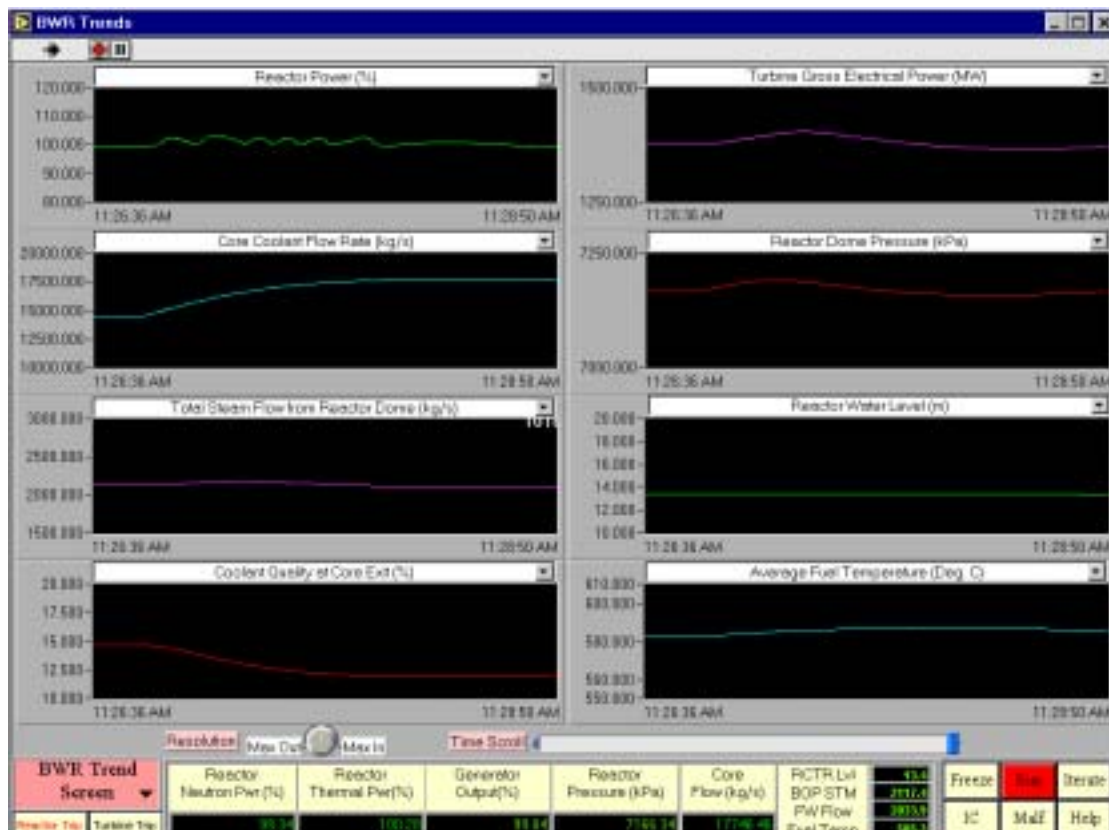 BWR Trends
Reactor Power (%)
120.000
110.000
100.000
90.000
80.000
11:26:36 AM 11:28:50 AM
Turbine Gross Electrical Power (MW)
1250.000
11:26:36 AM 11:28:50 AM
Core Coolant Flow Rate (kg/s)
20000.000
17500.000
15000.000
12500.000
10000.000
11:26:36 AM 11:28:50 AM
Reactor Dome Pressure (kPa)
7250.000
7000.000
11:26:36 AM 11:28:50 AM
Total Steam Flow from Reactor Dome (kg/s)
3000.000
2500.000
2000.000
1500.000
11:26:36 AM 11:28:50 AM
Reactor Water Level (m)
20.000
18.000
16.000
14.000
12.000
10.000
11:26:36 AM 11:28:50 AM
Coolant Quality at Core Exit (%)
20.000
17.500
15.000
12.500
10.000
11:26:36 AM 11:28:50 AM
Average Fuel Temperature (Deg. C)
610.000
600.000
580.000
560.000
550.000
11:26:36 AM 11:28:50 AM
Resolution Max Out Max In Time Scroll
BWR Trend
Screen
Reactor
Neutron Pwr(%)
Reactor
Thermal Pwr(%)
Generator
Output(%)
Reactor
Pressure (kPa)
Core
Flow (kg/s)
RCTR Lvl
BOP STM
FW Flow
Fuel Temp
Freeze Run Iterate
IC Malf Help
Reactor Trip Turbine Trip